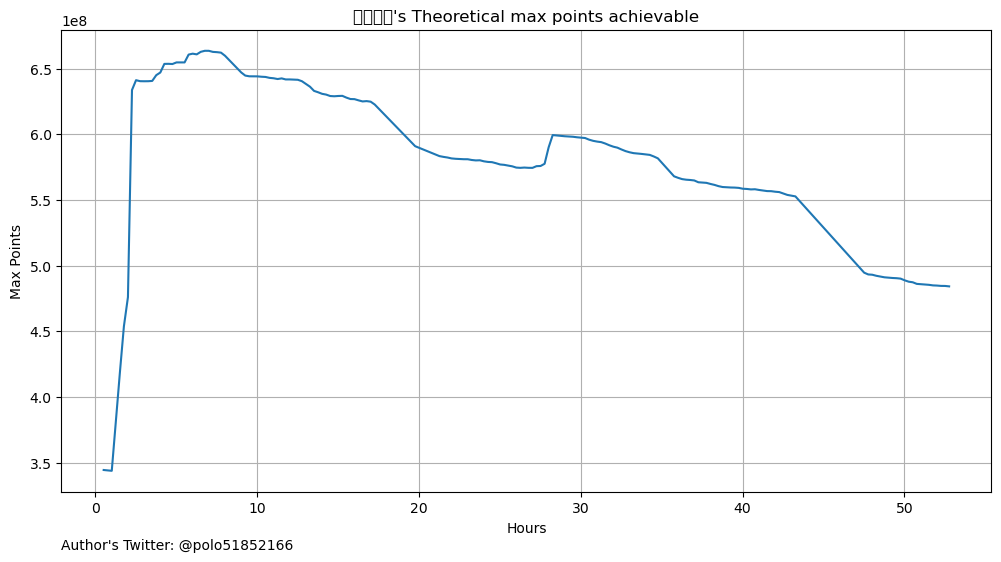 's Theoretical max points achievable
1e8
6.5
6.0
5.5
5.0
4.5
4.0
3.5
Max Points
0 10 20 30 40 50
Hours
Author's Twitter: @polo51852166